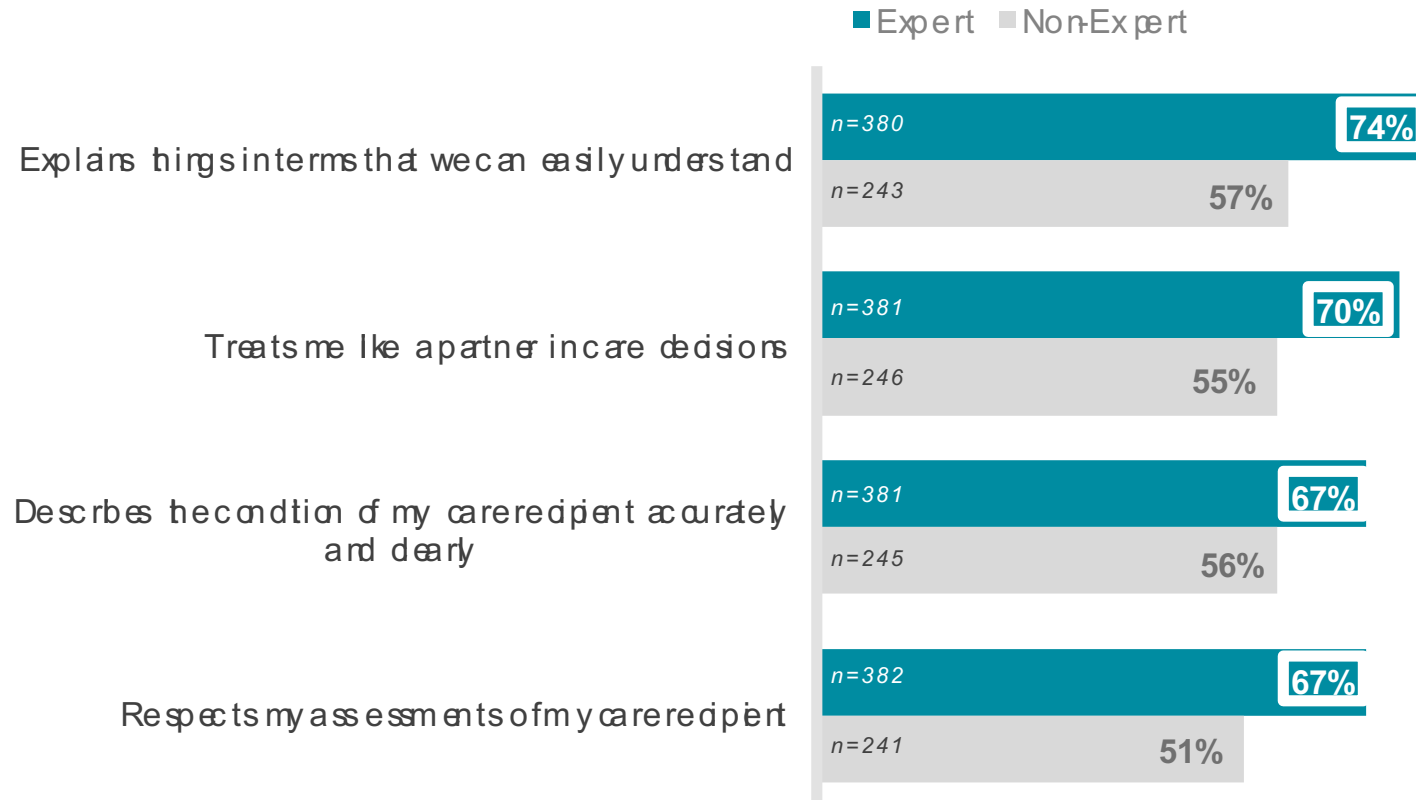 Expert Non-Expert
Explains things in terms that we can easily understand
n=380
74%
n=243
57%
Treats me like a partner in care decisions
n=381
70%
n=246
55%
Describes the condition of my care recipient accurately
and clearly
n=381
67%
n=245
56%
Respects my assessments of my care recipient
n=382
67%
n=241
51%